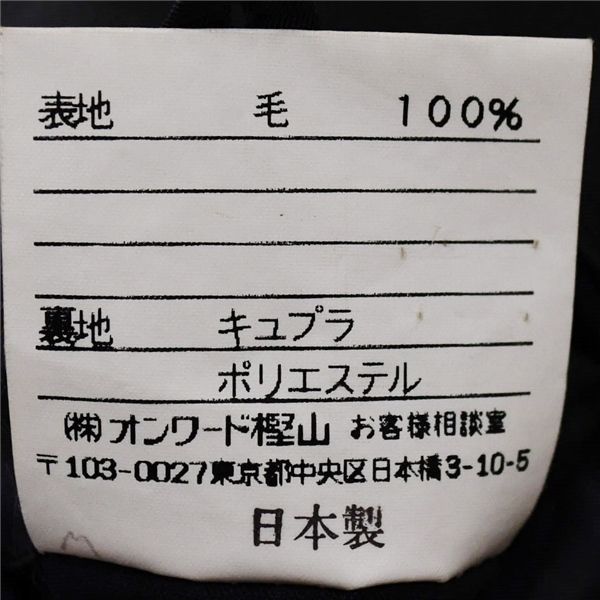 表地 毛 100%
裏地 キュプラ
ポリエステル
(株)オンワード樫山 お客様相談室
〒103-0027東京都中央区日本橋3-10-5
日本製